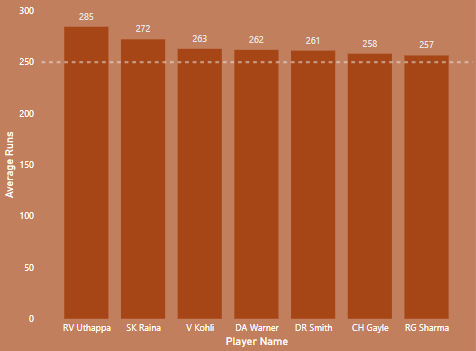 300
250
200
150
100
50
0
Average Runs
285
272
263
262
261
258
257
RV Uthappa
SK Raina
V Kohli
DA Warner
DR Smith
CH Gayle
RG Sharma
Player Name